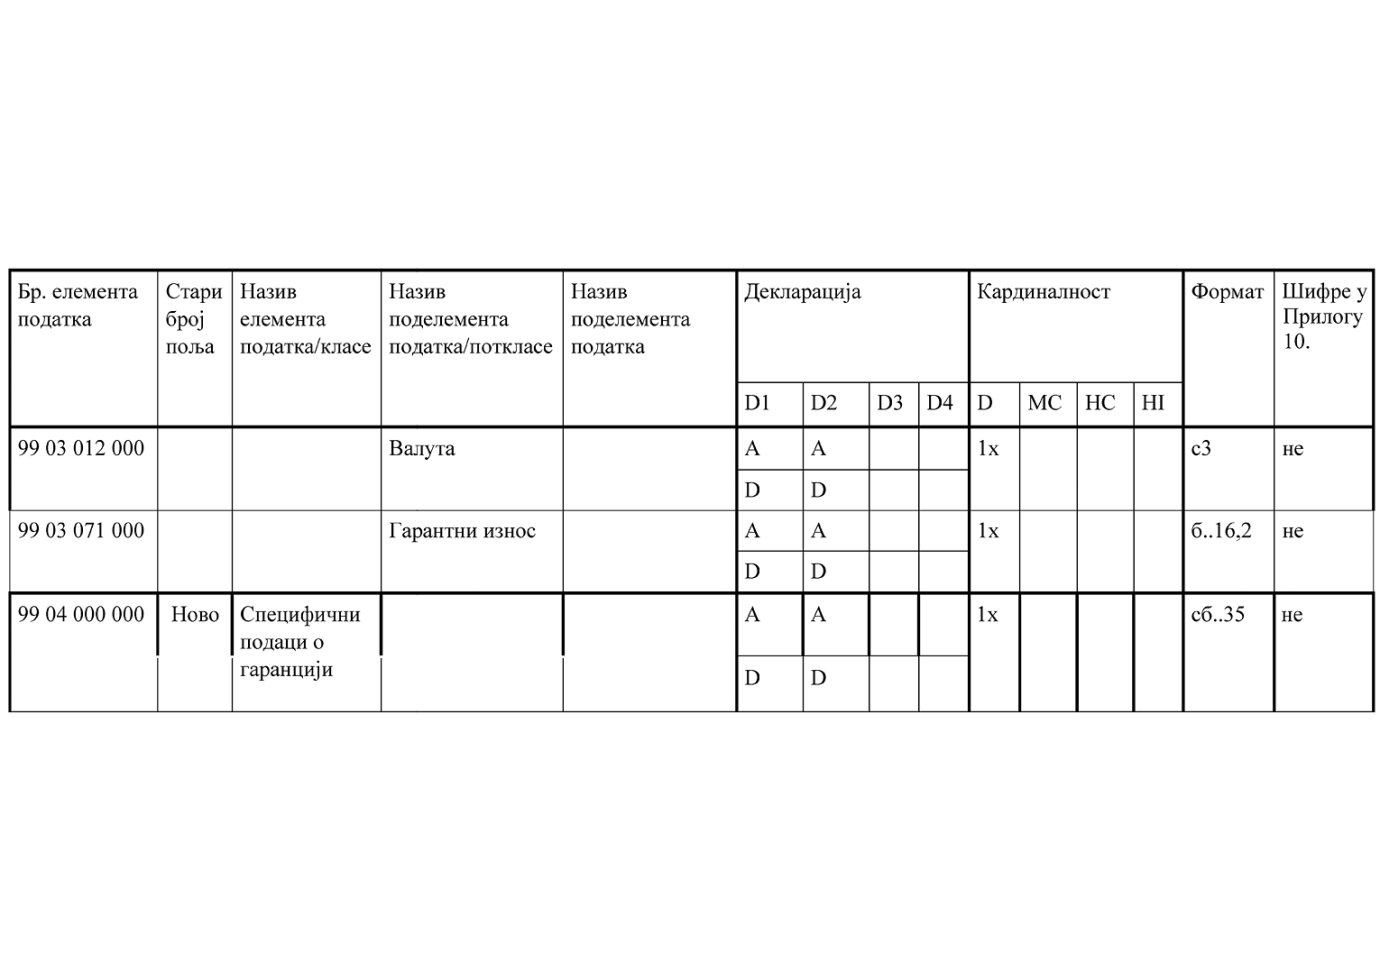 Бр. елемента података
Стари број поља
Назив елемента податка/класе
Назив поделемента податка/поткласе
Назив поделемента податка
Декларација
Кардиналност
Формат
Шифре у Прилогу 10.
D1 D2 D3 D4 D MC HC HI
99 03 012 000 Валута A A 1x с3 не
D D
99 03 071 000 Гарантни износ A A 1x б..16,2 не
D D
99 04 000 000 Ново Специфични подаци о гаранцији A A 1x сб..35 не
D D